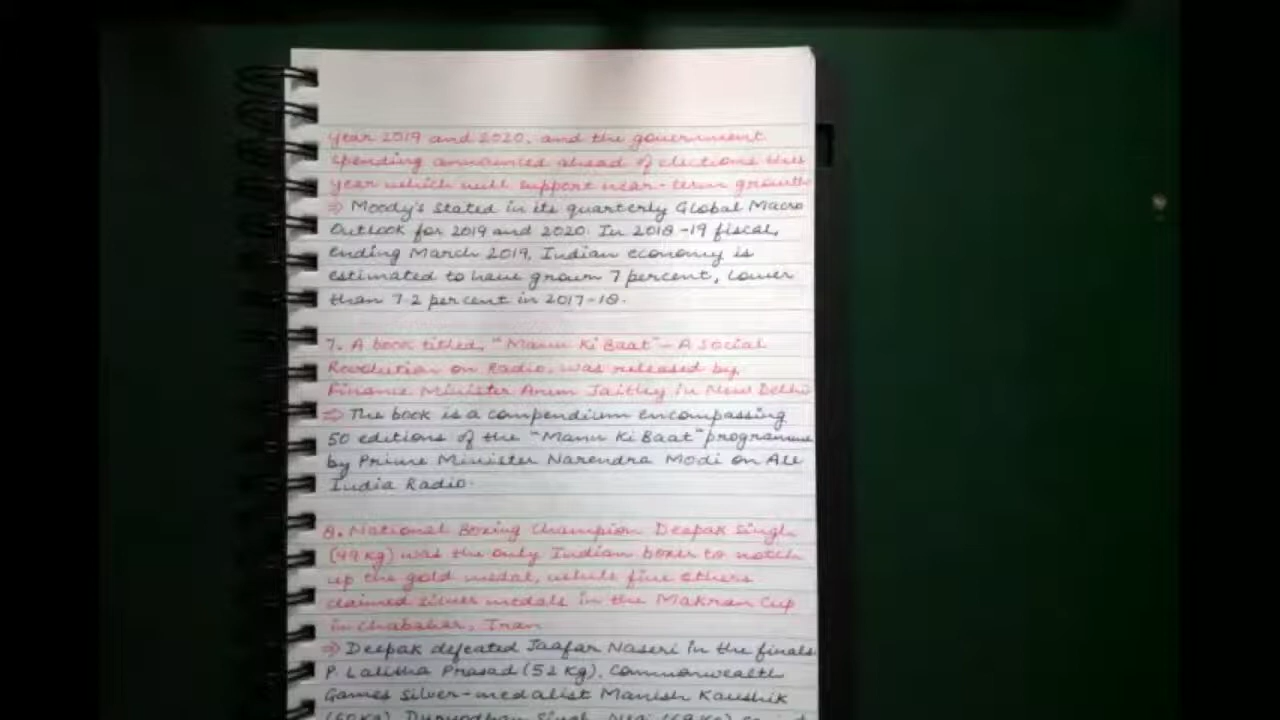 year 2019 and 2020, and the government
spending announced ahead of elections this
year which will support near-term growth
⇒ Moody's stated in its quarterly Global Macro
Outlook for 2019 and 2020. In 2018-19 fiscal,
ending March 2019, Indian economy is
estimated to have grown 7 percent, lower
than 7.2 percent in 2017-18.
7. A book titled, "Mann Ki Baat" - A Social
Revolution on Radio, was released by
Finance Minister Arun Jaitley in New Delhi
⇒ The book is a compendium encompassing
50 editions of the "Mann Ki Baat" programme
by Prime Minister Narendra Modi on All
India Radio.
8. National Boxing Champion Deepak Singh
(49 kg) was the only Indian boxer to notch
up the gold medal, while five others
claimed silver medals in the Makran Cup
in Chabahar, Iran
⇒ Deepak defeated Jaafar Naseri in the finals
P. Lalitha Prasad (52 kg), Commonwealth
Games silver-medalist Manish Kaushik
(60kg) Duryodhan Singh Negi (69 kg)